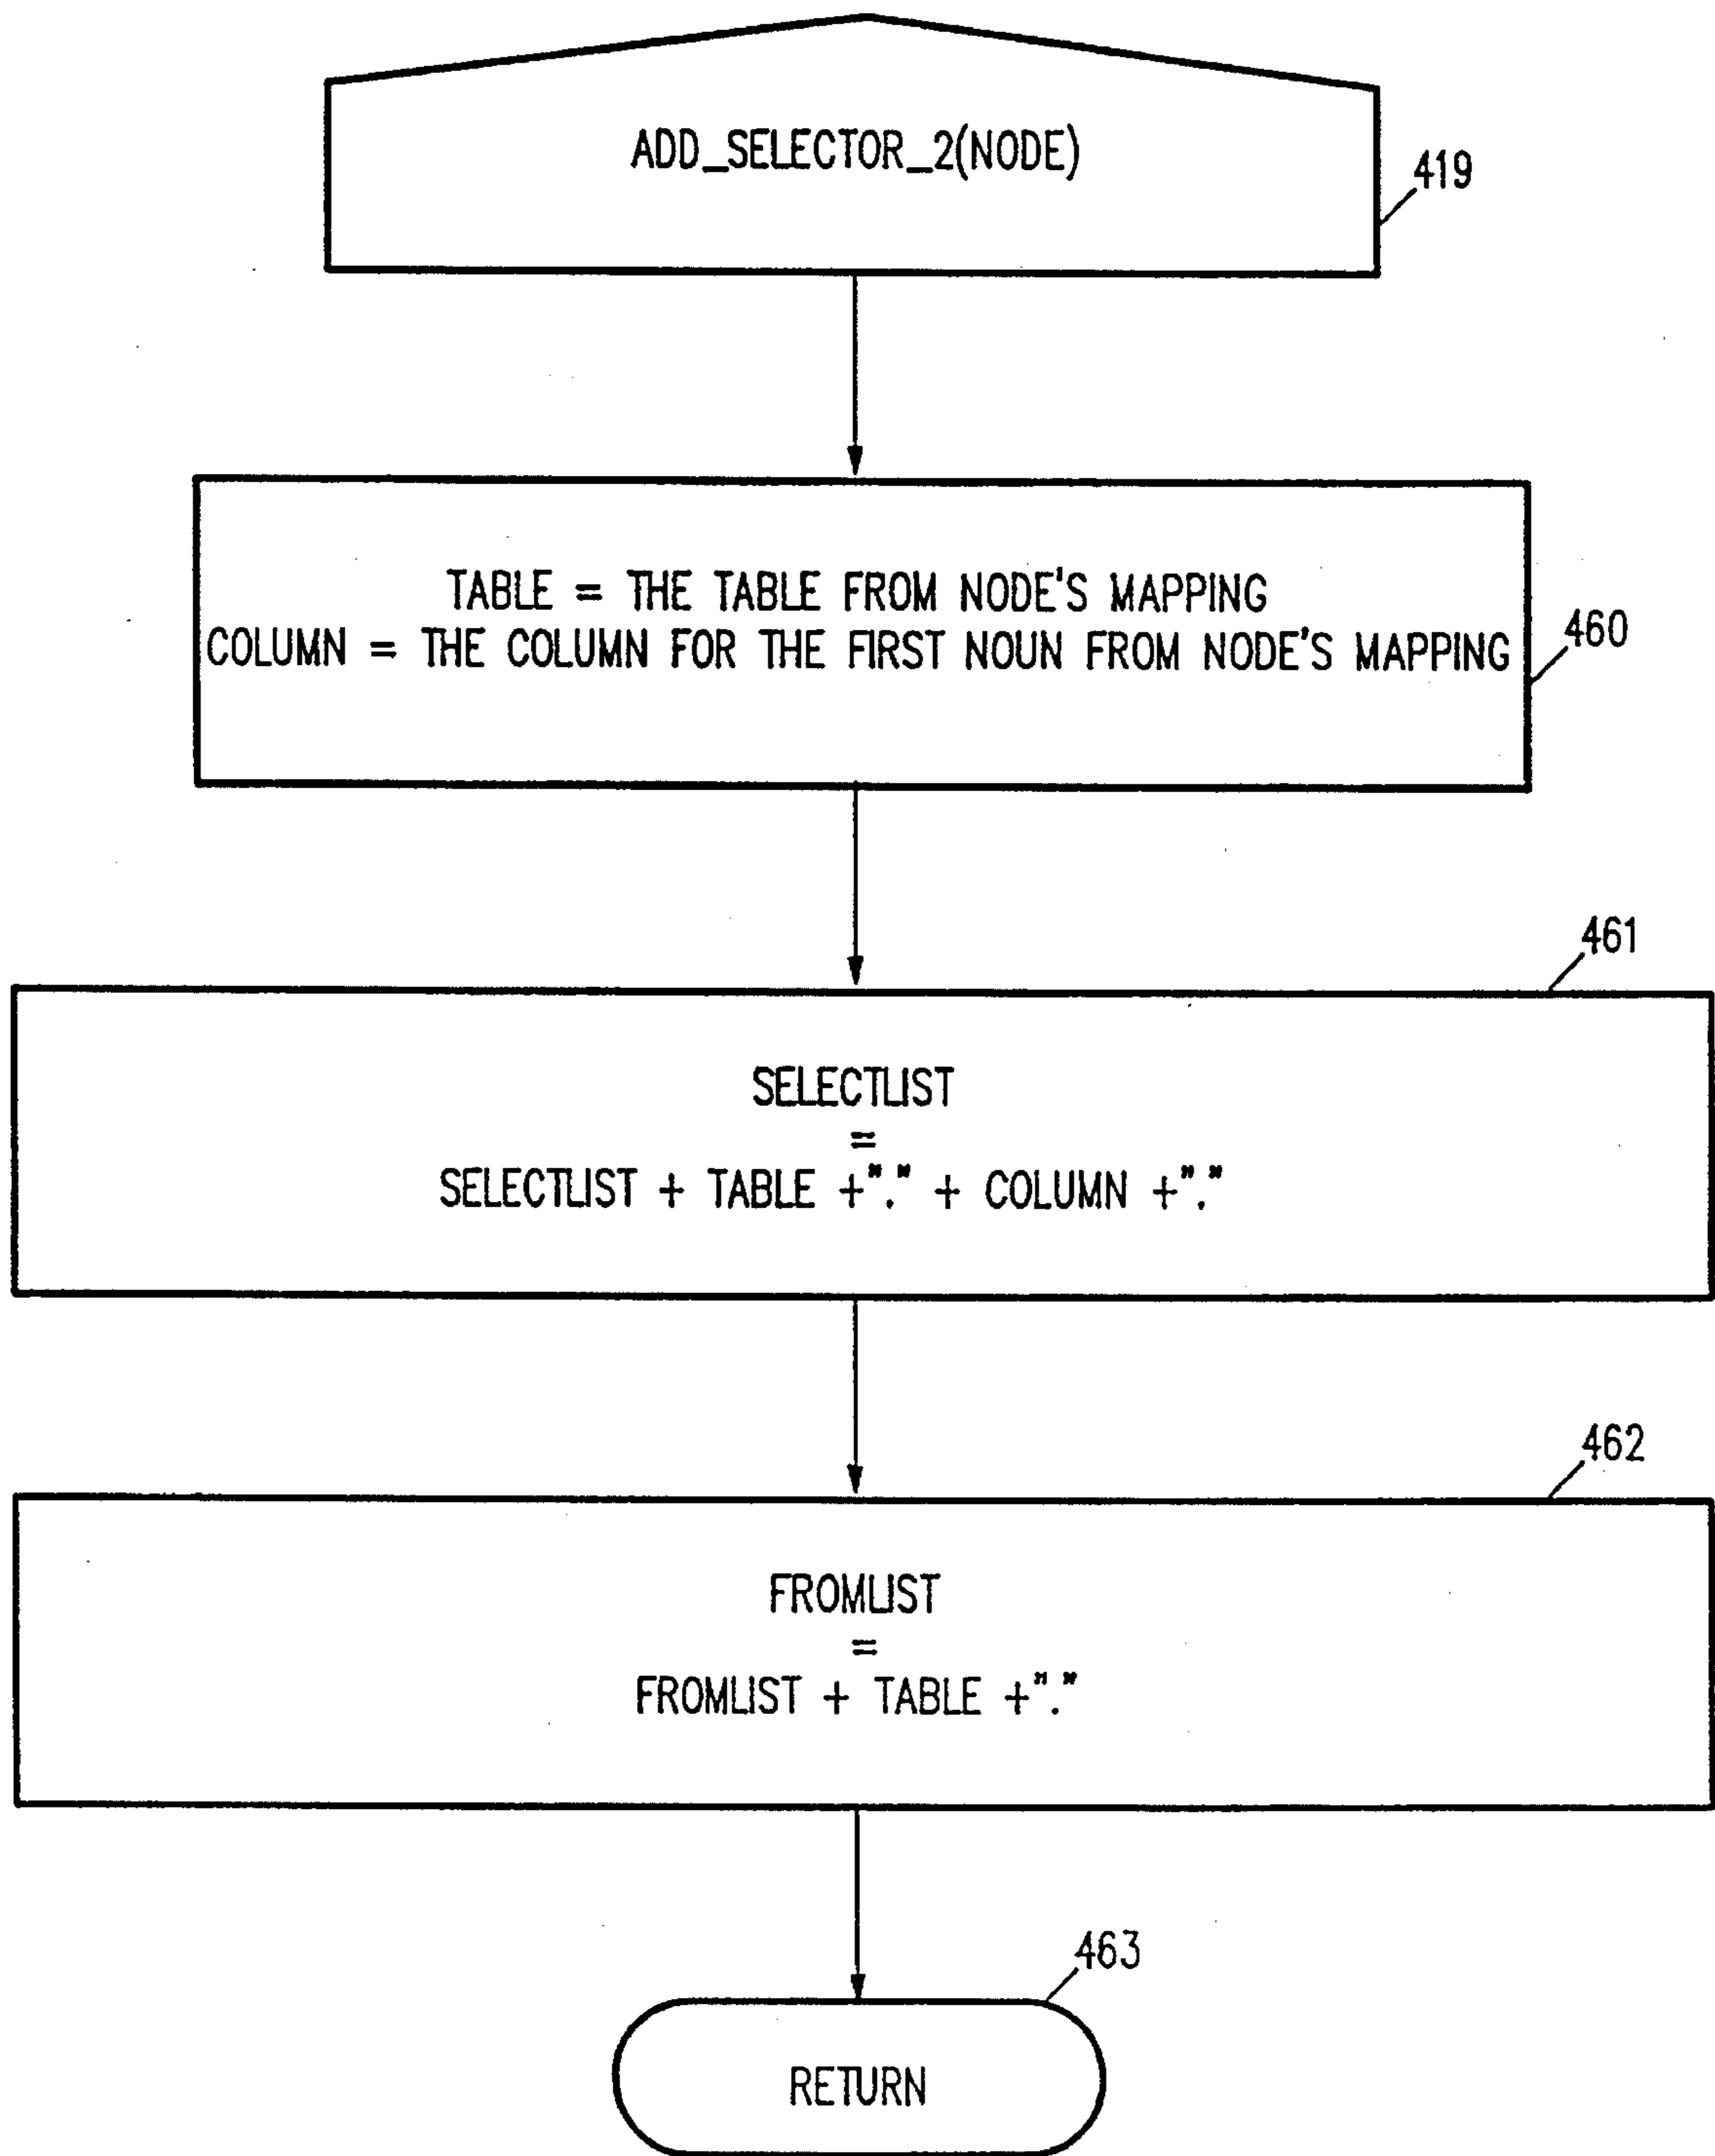 ADD_SELECTOR_2(NODE)
419
TABLE = THE TABLE FROM NODE'S MAPPING
COLUMN = THE COLUMN FOR THE FIRST NOUN FROM NODE'S MAPPING
460
461
SELECTLIST
=
SELECTLIST + TABLE +"." + COLUMN +"."
462
FROMLIST
=
FROMLIST + TABLE +"."
463
RETURN